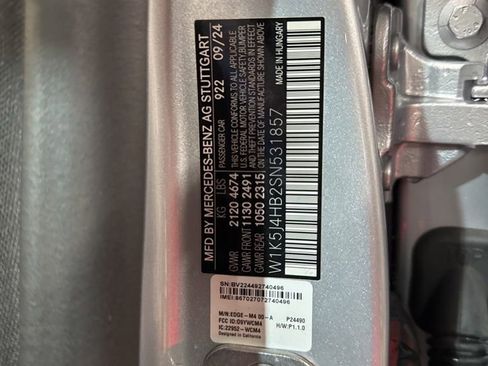 MFD BY MERCEDES-BENZ AG STUTTGART
PASSENGER CAR 922 09/24
KG LBS
GVWR 2120 4674
GAWR FRONT 1130 2491
GAWR REAR 1050 2315
THIS VEHICLE CONFORMS TO ALL APPLICABLE
U.S. FEDERAL MOTOR VEHICLE SAFETY, BUMPER,
AND THEFT PREVENTION STANDARDS IN EFFECT
ON THE DATE OF MANUFACTURE SHOWN ABOVE.
W1K5J4HB2SN531857
MADE IN HUNGARY
SN:BV224492740496
IMEI:867027072740496
M/N:EDGE-M4 00-A P24490
FCC ID:O9YWCM4 H/W:P1.1.0
IC:22952-WCM4
Designed in California